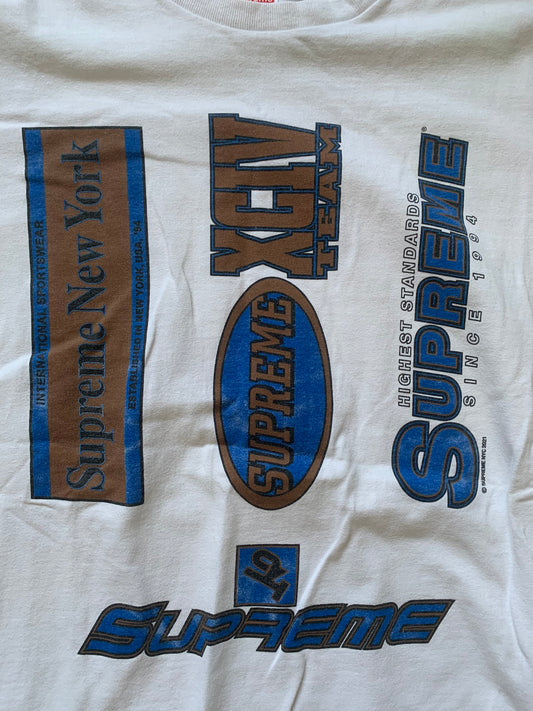 INTERNATIONAL SPORTSWEAR
Supreme New York
ESTABLISHED IN NEW YORK USA, '94
XCIV
TEAM
SUPREME
HIGHEST STANDARDS
SUPREME®
SINCE 1994
© SUPREME NYC 2021
94
SUPREME